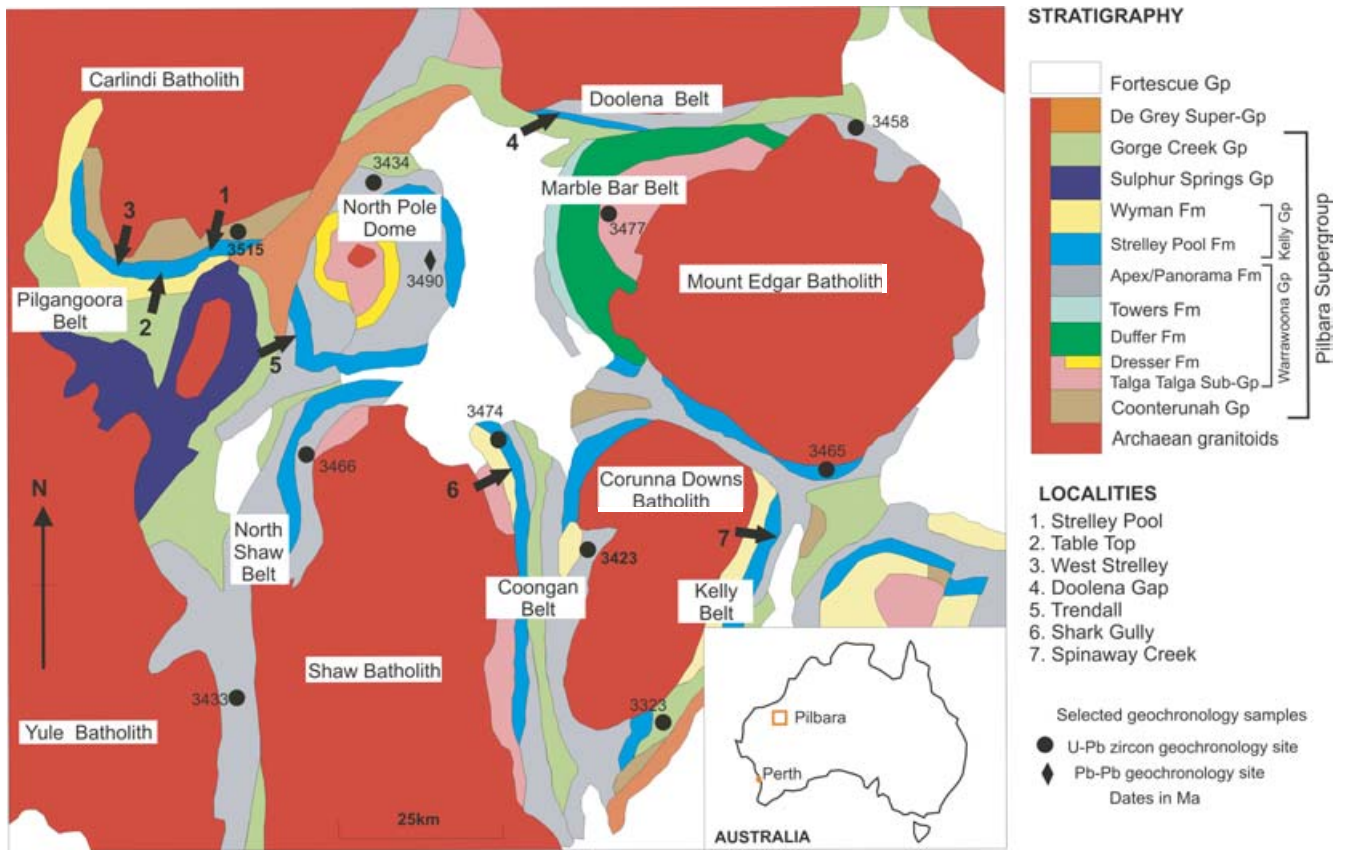 Carlindi Batholith
Doolena Belt
4
3458
3434
North Pole
Dome
3490
Marble Bar Belt
3477
Mount Edgar Batholith
3
1
3515
Pilgangoora
Belt
2
5
3474
3466
6
North
Shaw
Belt
Corunna Downs
Batholith
3465
7
3423
Coongan
Belt
Kelly
Belt
N
Shaw Batholith
3433
Yule Batholith
3323
25km
Pilbara
Perth
AUSTRALIA
STRATIGRAPHY
Fortescue Gp
De Grey Super-Gp
Gorge Creek Gp
Sulphur Springs Gp
Wyman Fm
Strelley Pool Fm
Apex/Panorama Fm
Towers Fm
Duffer Fm
Dresser Fm
Talga Talga Sub-Gp
Coonterunah Gp
Archaean granitoids
Kelly Gp
Warrawoona Gp
Pilbara Supergroup
LOCALITIES
1. Strelley Pool
2. Table Top
3. West Strelley
4. Doolena Gap
5. Trendall
6. Shark Gully
7. Spinaway Creek
Selected geochronology samples
U-Pb zircon geochronology site
Pb-Pb geochronology site
Dates in Ma